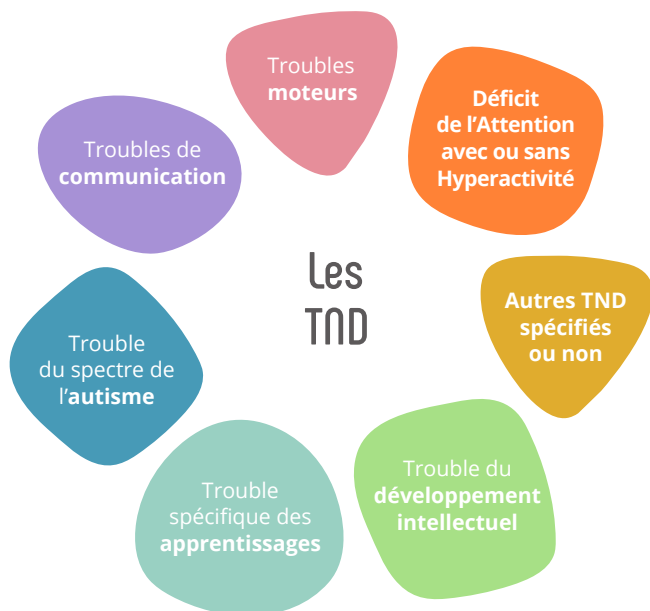 Troubles
moteurs
Déficit
de l'Attention
avec ou sans
Hyperactivité
Troubles de
communication
Les
TND
Autres TND
spécifiés
ou non
Trouble
du spectre de
l'autisme
Trouble du
développement
intellectuel
Trouble
spécifique des
apprentissages